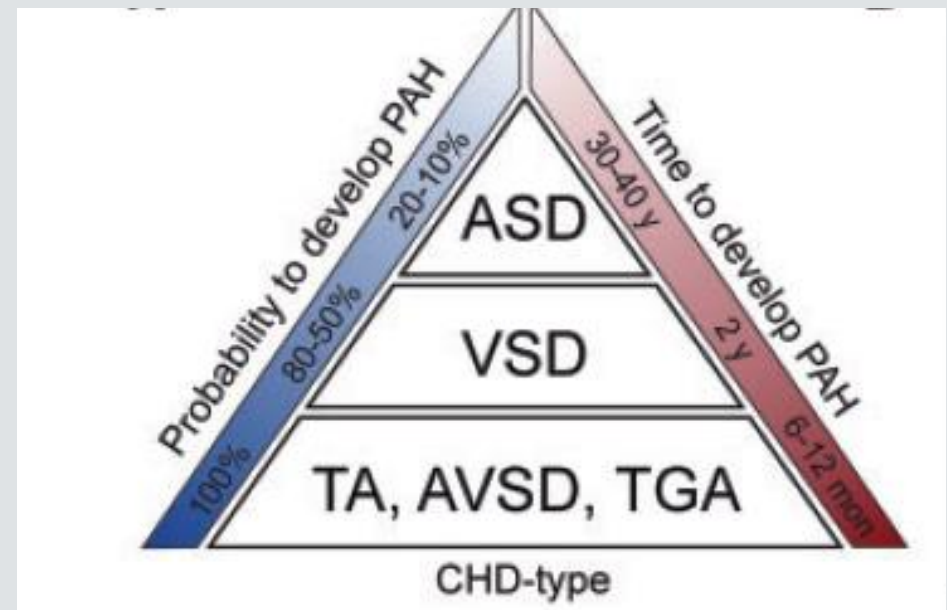 Probability to develop PAH
20-10%
80-50%
100%
Time to develop PAH
30-40 y
2 y
6-12 mon
ASD
VSD
TA, AVSD, TGA
CHD-type